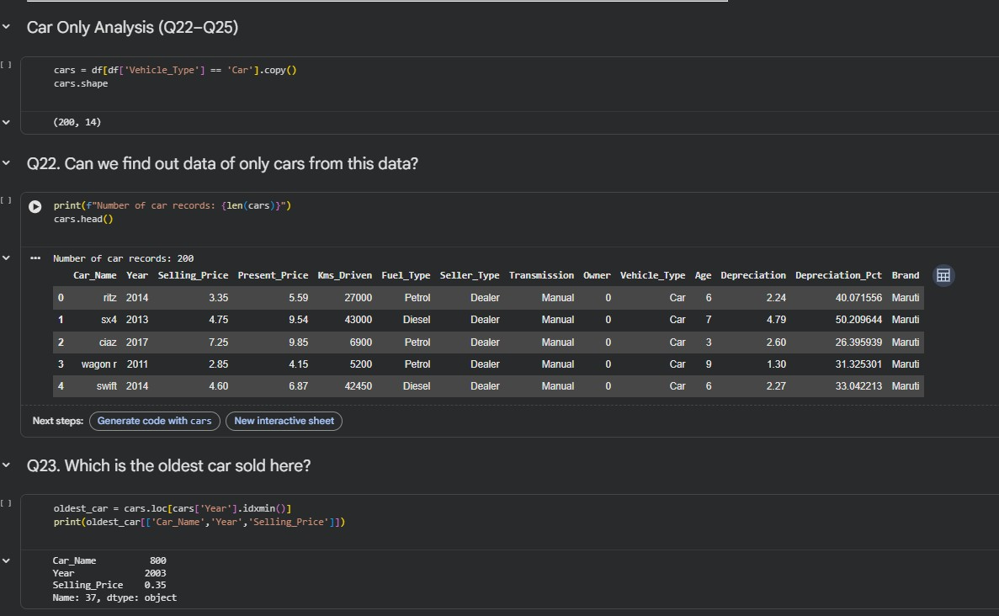 Car Only Analysis (Q22–Q25)
[ ]
cars = df[df['Vehicle_Type'] == 'Car'].copy()
cars.shape
(200, 14)
Q22. Can we find out data of only cars from this data?
[ ]
print(f"Number of car records: {len(cars)}")
cars.head()
Number of car records: 200
Car_Name Year Selling_Price Present_Price Kms_Driven Fuel_Type Seller_Type Transmission Owner Vehicle_Type Age Depreciation Depreciation_Pct Brand
0 ritz 2014 3.35 5.59 27000 Petrol Dealer Manual 0 Car 6 2.24 40.071556 Maruti
1 sx4 2013 4.75 9.54 43000 Diesel Dealer Manual 0 Car 7 4.79 50.209644 Maruti
2 ciaz 2017 7.25 9.85 6900 Petrol Dealer Manual 0 Car 3 2.60 26.395939 Maruti
3 wagon r 2011 2.85 4.15 5200 Petrol Dealer Manual 0 Car 9 1.30 31.325301 Maruti
4 swift 2014 4.60 6.87 42450 Diesel Dealer Manual 0 Car 6 2.27 33.042213 Maruti
Next steps: Generate code with cars New interactive sheet
Q23. Which is the oldest car sold here?
[ ]
oldest_car = cars.loc[cars['Year'].idxmin()]
print(oldest_car[['Car_Name','Year','Selling_Price']])
Car_Name 800
Year 2003
Selling_Price 0.35
Name: 37, dtype: object